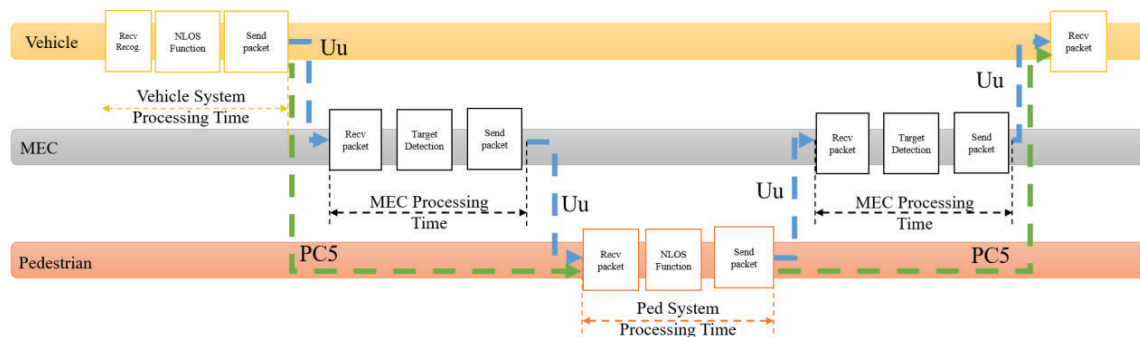 Vehicle
Recv
Recog.
NLOS
Function
Send
packet
Uu
Recv
packet
Uu
Vehicle System
Processing Time
MEC
Recv
packet
Target
Detection
Send
packet
Recv
packet
Target
Detection
Send
packet
MEC Processing
Time
Uu
Uu
MEC Processing
Time
Pedestrian
PC5
Recv
packet
NLOS
Function
Send
packet
PC5
Ped System
Processing Time